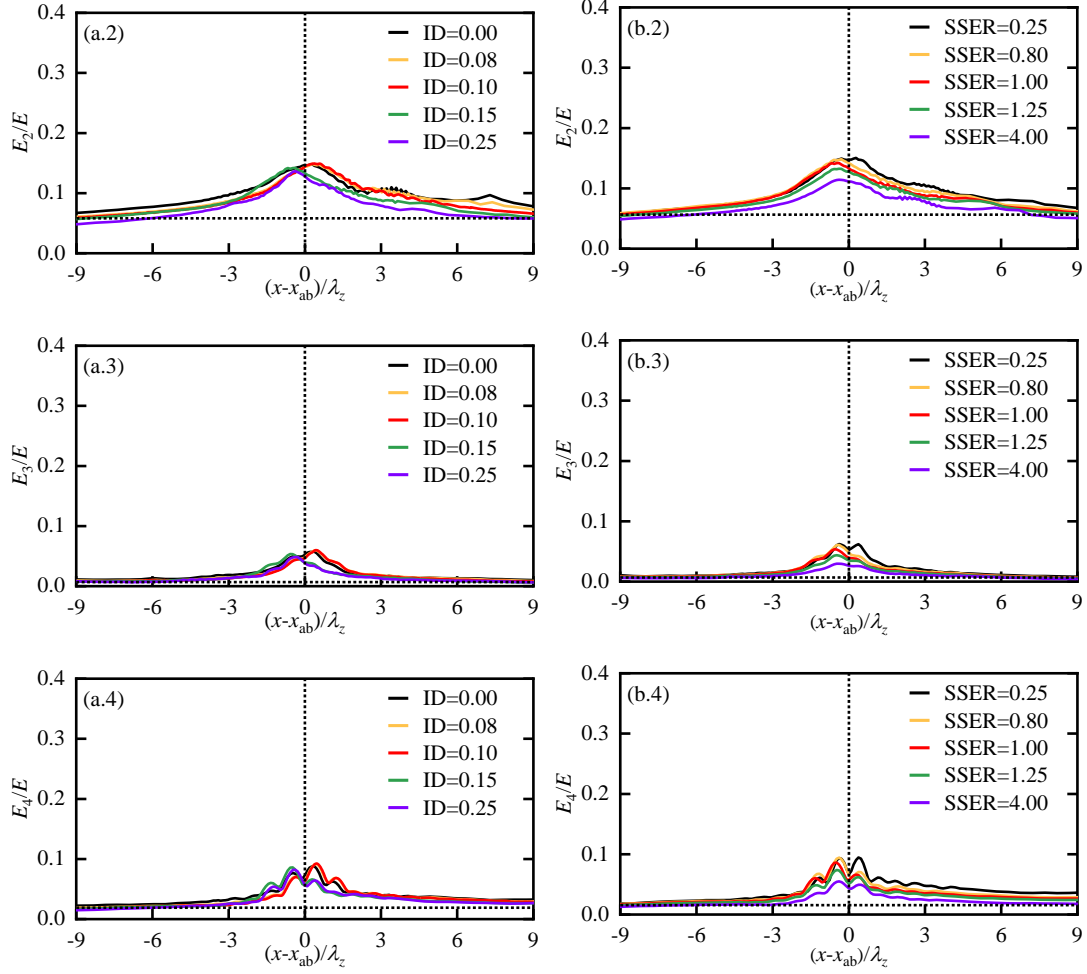 (a.2)
ID=0.00
ID=0.08
ID=0.10
ID=0.15
ID=0.25
E2/E
0.4
0.3
0.2
0.1
0.0
-9 -6 -3 0 3 6 9
(x-xab)/λz
(b.2)
SSER=0.25
SSER=0.80
SSER=1.00
SSER=1.25
SSER=4.00
E2/E
0.4
0.3
0.2
0.1
0.0
-9 -6 -3 0 3 6 9
(x-xab)/λz
(a.3)
ID=0.00
ID=0.08
ID=0.10
ID=0.15
ID=0.25
E3/E
0.4
0.3
0.2
0.1
0.0
-9 -6 -3 0 3 6 9
(x-xab)/λz
(b.3)
SSER=0.25
SSER=0.80
SSER=1.00
SSER=1.25
SSER=4.00
E3/E
0.4
0.3
0.2
0.1
0.0
-9 -6 -3 0 3 6 9
(x-xab)/λz
(a.4)
ID=0.00
ID=0.08
ID=0.10
ID=0.15
ID=0.25
E4/E
0.4
0.3
0.2
0.1
0.0
-9 -6 -3 0 3 6 9
(x-xab)/λz
(b.4)
SSER=0.25
SSER=0.80
SSER=1.00
SSER=1.25
SSER=4.00
E4/E
0.4
0.3
0.2
0.1
0.0
-9 -6 -3 0 3 6 9
(x-xab)/λz